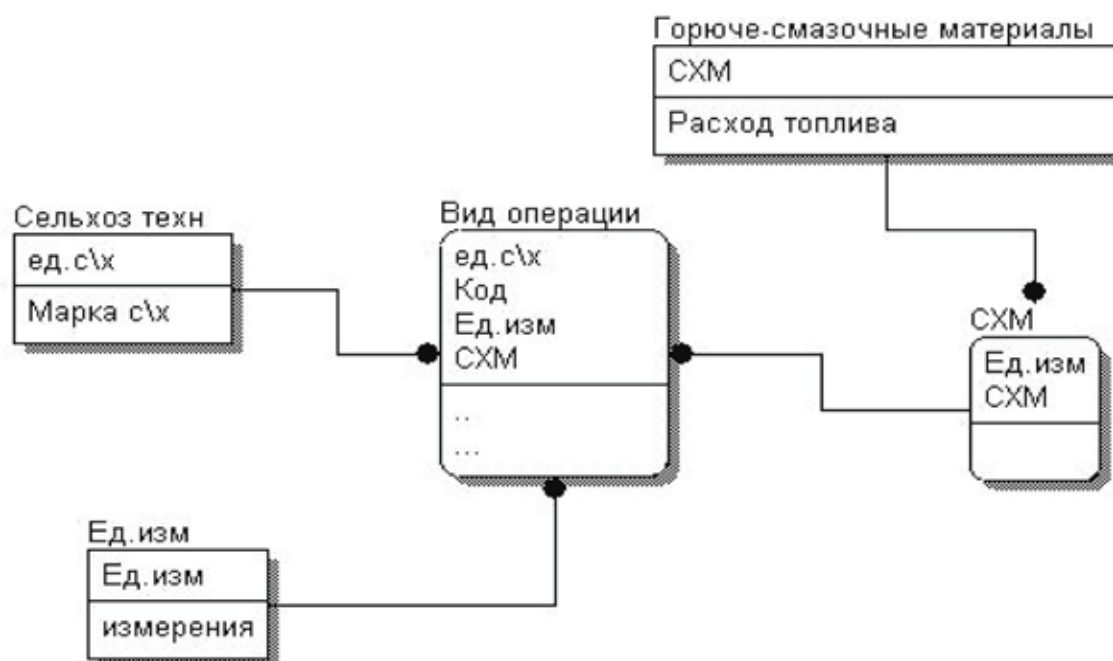 Горюче-смазочные материалы
СХМ
Расход топлива
Сельхоз техн
ед.с\х
Марка с\х
Вид операции
ед.с\х
Код
Ед.изм
СХМ
..
...
СХМ
Ед.изм
СХМ
Ед.изм
Ед.изм
измерения